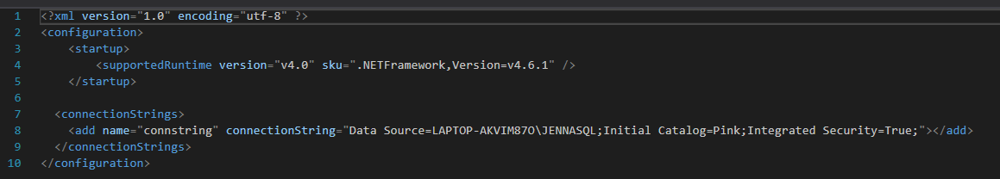 1 <?xml version="1.0" encoding="utf-8" ?>
2 <configuration>
3 <startup>
4 <supportedRuntime version="v4.0" sku=".NETFramework,Version=v4.6.1" />
5 </startup>
6
7 <connectionStrings>
8 <add name="connstring" connectionString="Data Source=LAPTOP-AKVIM87O\JENNASQL;Initial Catalog=Pink;Integrated Security=True;"></add>
9 </connectionStrings>
10 </configuration>